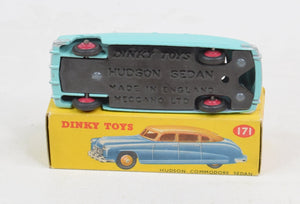 DINKY TOYS
HUDSON SEDAN
MADE IN ENGLAND
MECCANO LTD
DINKY TOYS
171
HUDSON COMMODORE SEDAN